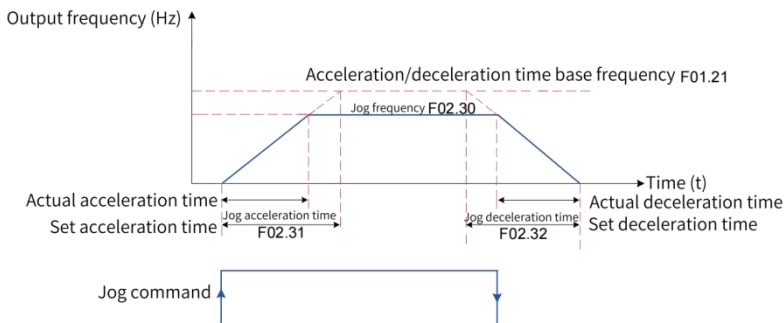 Output frequency (Hz)
Acceleration/deceleration time base frequency F01.21
Jog frequency F02.30
Time (t)
Actual acceleration time
Actual deceleration time
Jog acceleration time
Jog deceleration time
Set acceleration time
F02.31
F02.32
Set deceleration time
Jog command